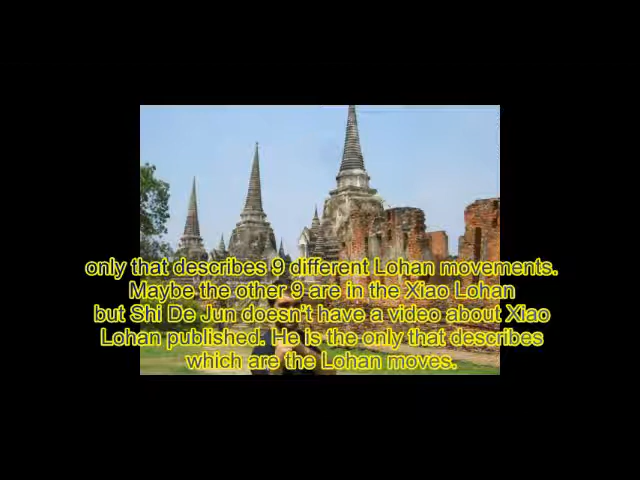 only that describes 9 different Lohan movements.
Maybe the other 9 are in the Xiao Lohan
but Shi De Jun doesn't have a video about Xiao
Lohan published. He is the only that describes
which are the Lohan moves.